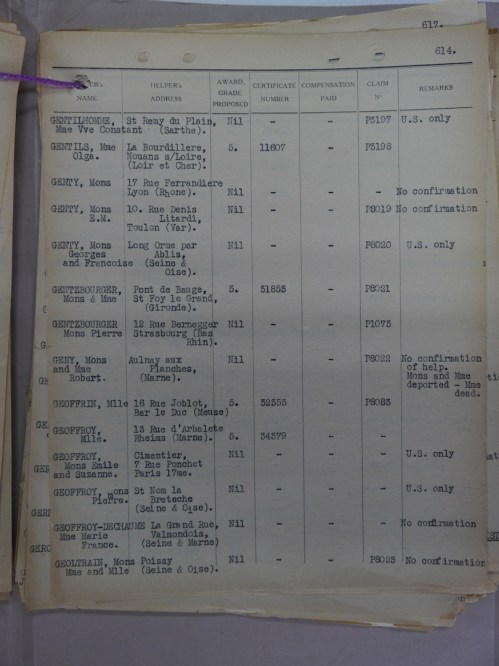 617.
614.
HELPER'S AWARD CERTIFICATE COMPENSATION CLAIM REMARKS
NAME. ADDRESS. GRADE PROPOSED NUMBER PAID Nº
GENTILHOMME, St Remy du Plain, Nil - - P3197 U.S. only
Mme Vve Constant (Sarthe).
GENTILS, Mme La Bourdillere, 5. 11607 - P3198
Olga. Nouans s/Loire,
(Loir et Cher).
GENTY, Mons 17 Rue Ferrandiere
Lyon (Rhone). Nil - - - No confirmation
GENTY, Mons 10. Rue Denis Nil - - P8019 No confirmation
E.M. Litardi,
Toulon (Var).
GENTY, Mons Long Orme par Nil - - P8020 U.S. only
Georges Ablis,
and Francoise (Seine &
Oise).
GENTZBOURGER, Pont de Bauge, 5. 51855 - P8021
Mons & Mme St Foy le Grand,
(Gironde).
GENTZBOURGER 12 Rue Bernegger Nil - - P1073
Mons Pierre Strasbourg (Bas
Rhin).
GENY, Mons Aulnay aux Nil - - P8022 No confirmation
and Mme Planches, of help.
Robert. (Marne). Mons and Mme
deported - Mme
dead.
GEOFFRIN, Mlle 16 Rue Joblot, 5. 52355 - P8083
Bar le Duc (Meuse)
GEOFFROY, 13 Rue d'Arbelete
Mlle. Rheims (Marne). 5. 34379 - -
GEOFFROY, Cimentier, Nil - - - U.S. only
Mons Emile 7 Rue Ponchet
and Susanne. Paris 17me.
GEOFFROY, mons St Nom la Nil - - - U.S. only
Pierre. Breteche
(Seine & Oise).
GEOFFROY-DECHAUME La Grand Rue, Nil - - - No confirmation
Mme Marie Valmondois,
France. (Seine & Marne)
GEOLTRAIN, Mons Poissy Nil - - P8023 No confirmation
Mme and Mlle (Seine & Oise).